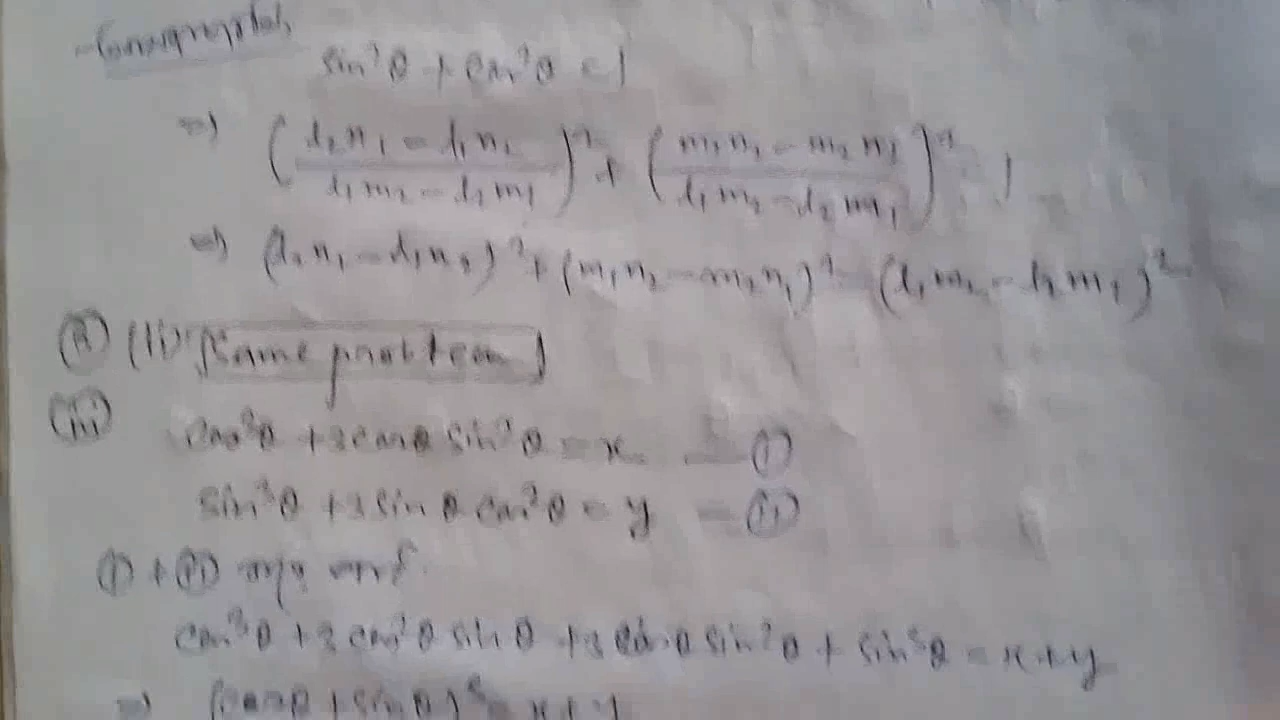 sin²θ + cos²θ = 1
⇒ ((l₂n₁ - l₁n₂)/(l₁m₂ - l₂m₁))² + ((m₁n₂ - m₂n₁)/(l₁m₂ - l₂m₁))² = 1
⇒ (l₂n₁ - l₁n₂)² + (m₁n₂ - m₂n₁)² = (l₁m₂ - l₂m₁)²
(ii) (Same problem)
(iii) cos³θ + 3cosθ sin²θ = x — (i)
sin³θ + 3sinθ cos²θ = y — (ii)
(i) + (ii)
cos³θ + 3cos²θ sinθ + 3cosθ sin²θ + sin³θ = x + y
⇒ (cosθ + sinθ)³ = x + y